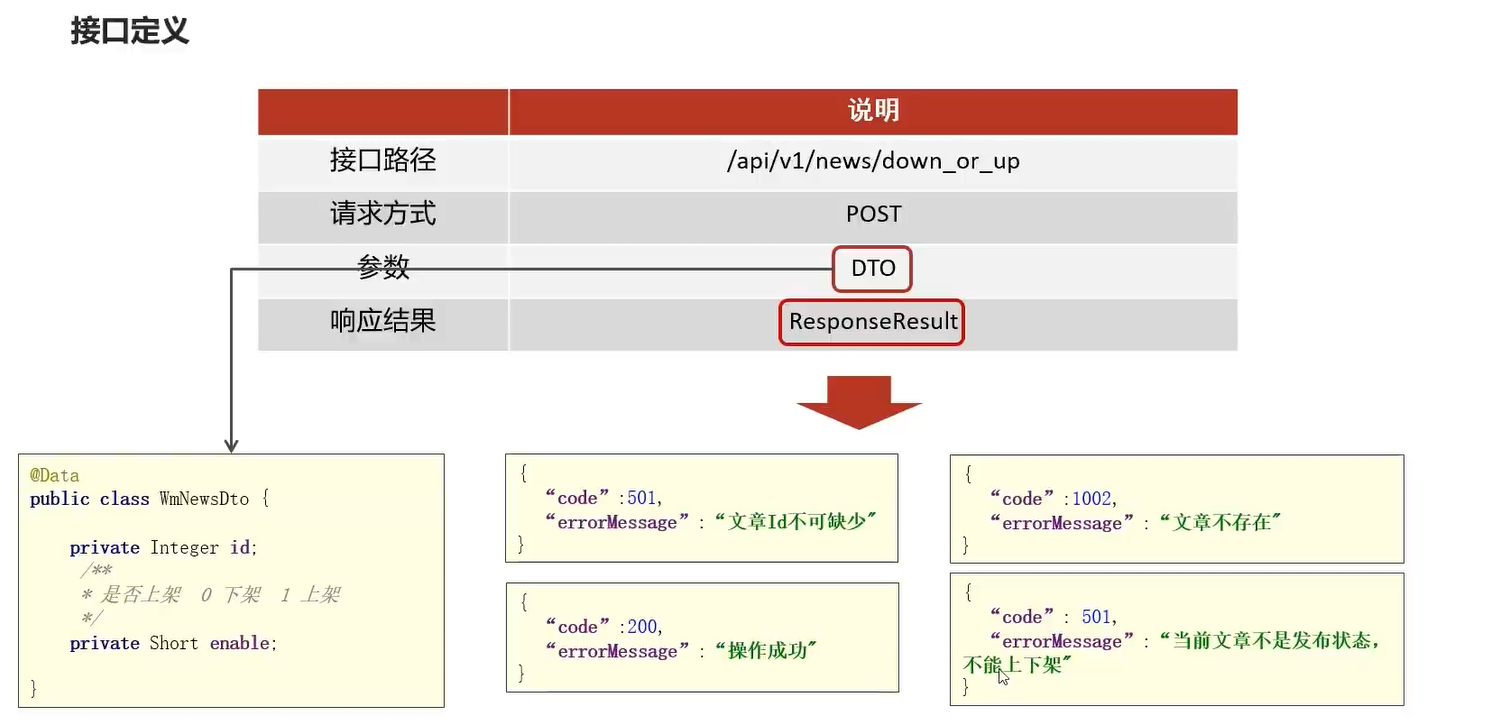 接口定义
说明
接口路径 /api/v1/news/down_or_up
请求方式 POST
参数 DTO
响应结果 ResponseResult
@Data
public class WmNewsDto {
private Integer id;
/**
* 是否上架  0 下架  1 上架
*/
private Short enable;
}
{
“code”:501,
“errorMessage”:“文章Id不可缺少"
}
{
“code”:1002,
“errorMessage”:“文章不存在"
}
{
“code”:200,
“errorMessage”:“操作成功"
}
{
“code”: 501,
“errorMessage”:“当前文章不是发布状态，
不能上下架"
}